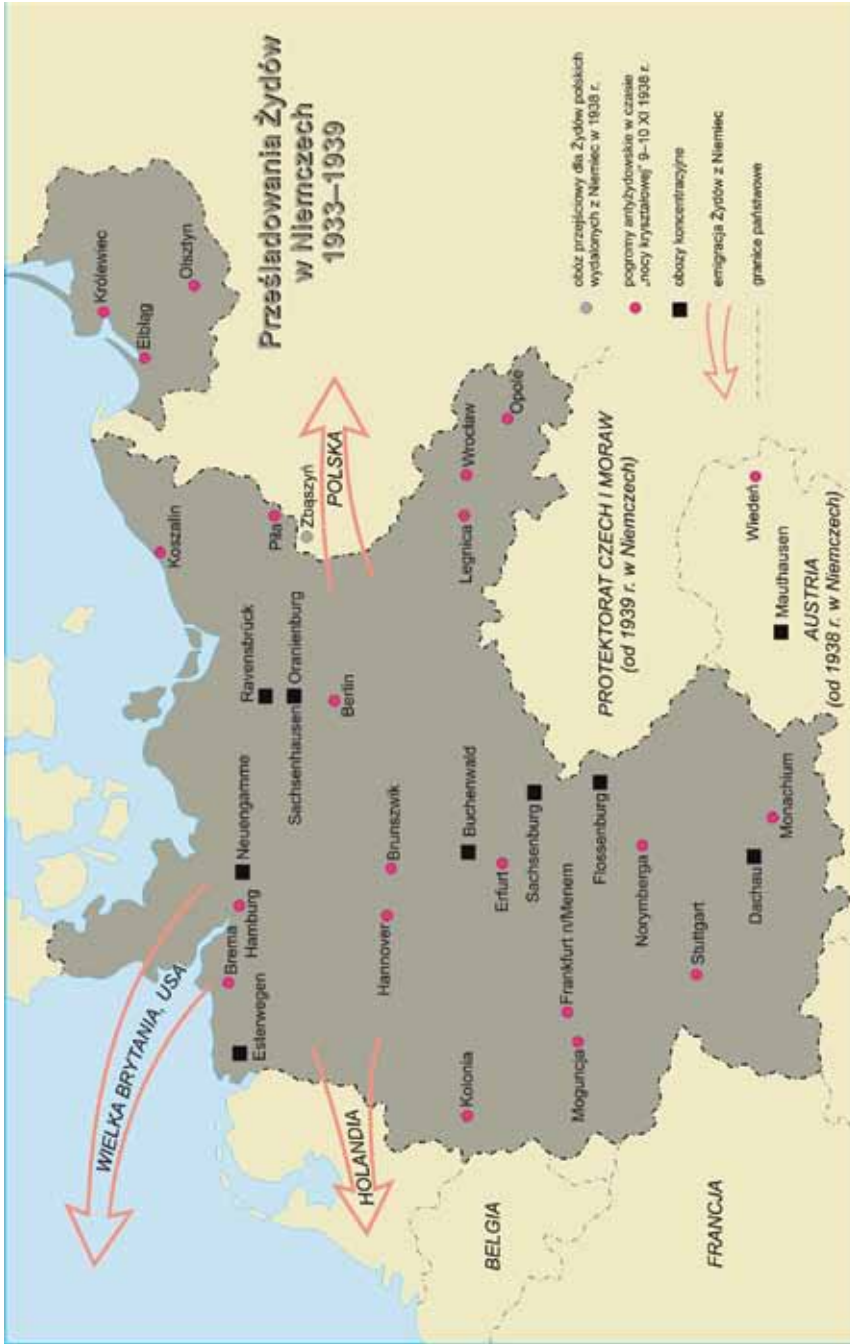 Prześladowania Żydów
w Niemczech
1933–1939
obóz przejściowy dla Żydów polskich
wydalonych z Niemiec w 1938 r.
pogromy antyżydowskie w czasie
„nocy kryształowej” 9–10 XI 1938 r.
obozy koncentracyjne
emigracja Żydów z Niemiec
granice państwowe
WIELKA BRYTANIA, USA
HOLANDIA
BELGIA
FRANCJA
POLSKA
PROTEKTORAT CZECH I MORAW
(od 1939 r. w Niemczech)
AUSTRIA
(od 1938 r. w Niemczech)
Królewiec
Elbląg
Olsztyn
Koszalin
Piła
Zbąszyń
Ravensbrück
Sachsenhausen
Oranienburg
Berlin
Neuengamme
Hamburg
Brema
Esterwegen
Hannover
Brunszwik
Legnica
Wrocław
Opole
Kolonia
Buchenwald
Erfurt
Sachsenburg
Frankfurt n/Menem
Moguncja
Flossenburg
Norymberga
Stuttgart
Dachau
Monachium
Wiedeń
Mauthausen